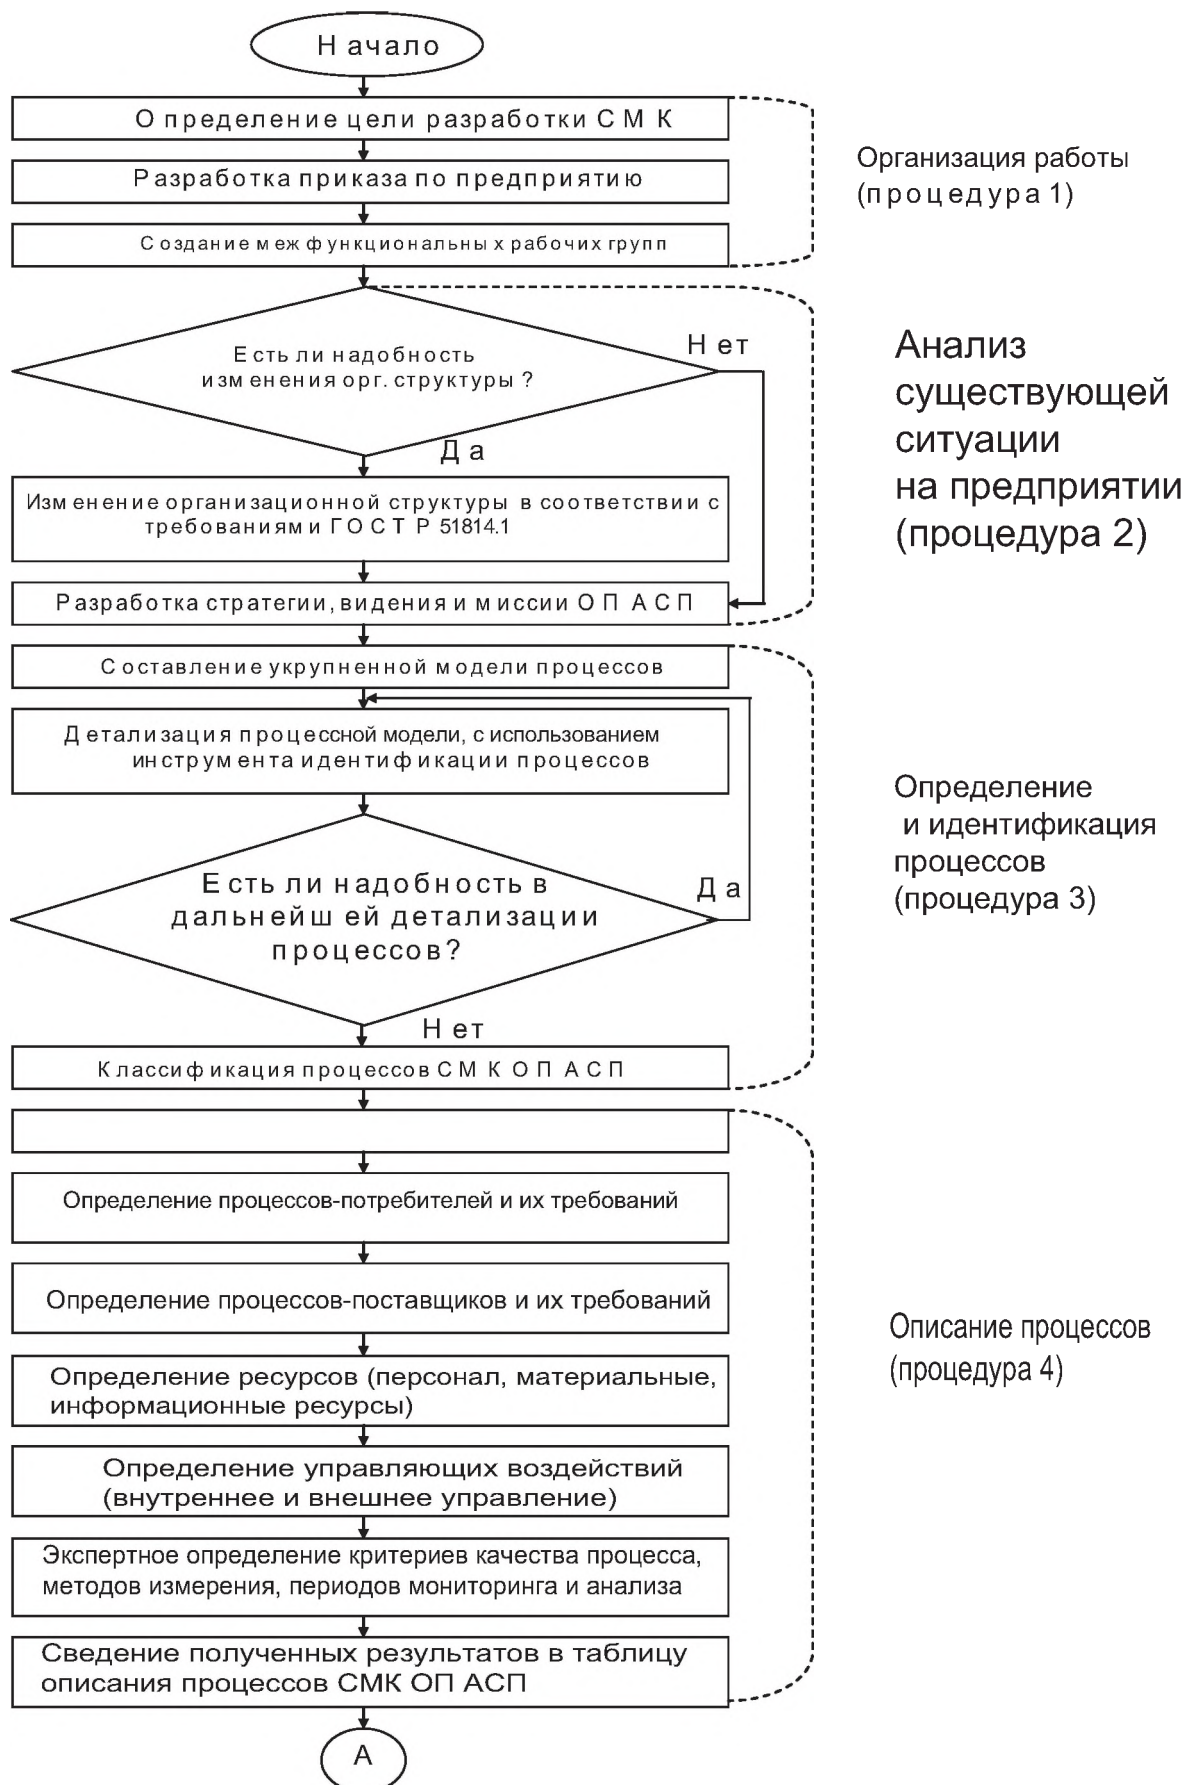 Начало
Определение цели разработки СМК
Разработка приказа по предприятию
Создание межфункциональных рабочих групп
Организация работы
(процедура 1)
Есть ли надобность
изменения орг. структуры ?
Нет
Да
Изменение организационной структуры в соответствии с
требованиями ГОСТ Р 51814.1
Разработка стратегии, видения и миссии ОП АСП
Анализ
существующей
ситуации
на предприятии
(процедура 2)
Составление укрупненной модели процессов
Детализация процессной модели, с использованием
инструмента идентификации процессов
Есть ли надобность в
дальнейшей детализации
процессов?
Да
Нет
Классификация процессов СМК ОП АСП
Определение
и идентификация
процессов
(процедура 3)
Определение процессов-потребителей и их требований
Определение процессов-поставщиков и их требований
Определение ресурсов (персонал, материальные,
информационные ресурсы)
Определение управляющих воздействий
(внутреннее и внешнее управление)
Экспертное определение критериев качества процесса,
методов измерения, периодов мониторинга и анализа
Сведение полученных результатов в таблицу
описания процессов СМК ОП АСП
Описание процессов
(процедура 4)
А